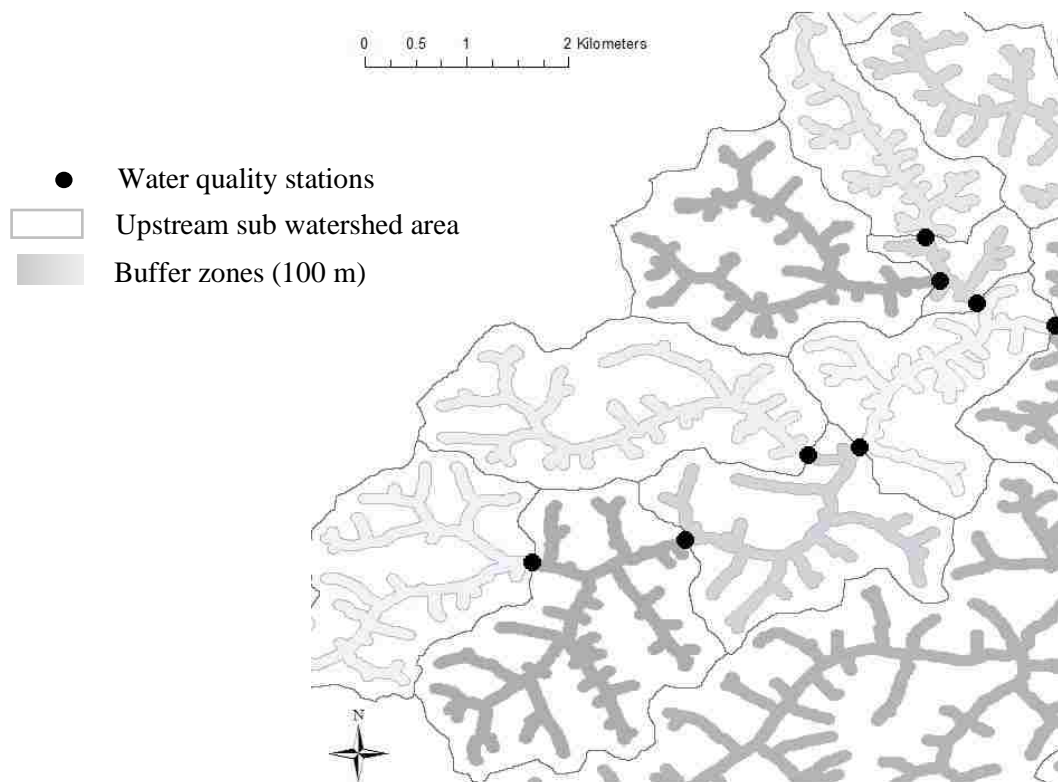 0 0.5 1 2 Kilometers
Water quality stations
Upstream sub watershed area
Buffer zones (100 m)
N